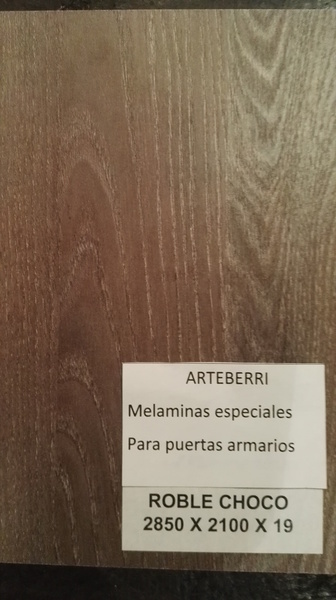 ARTEBERRI
Melaminas especiales
Para puertas armarios
ROBLE CHOCO
2850 X 2100 X 19